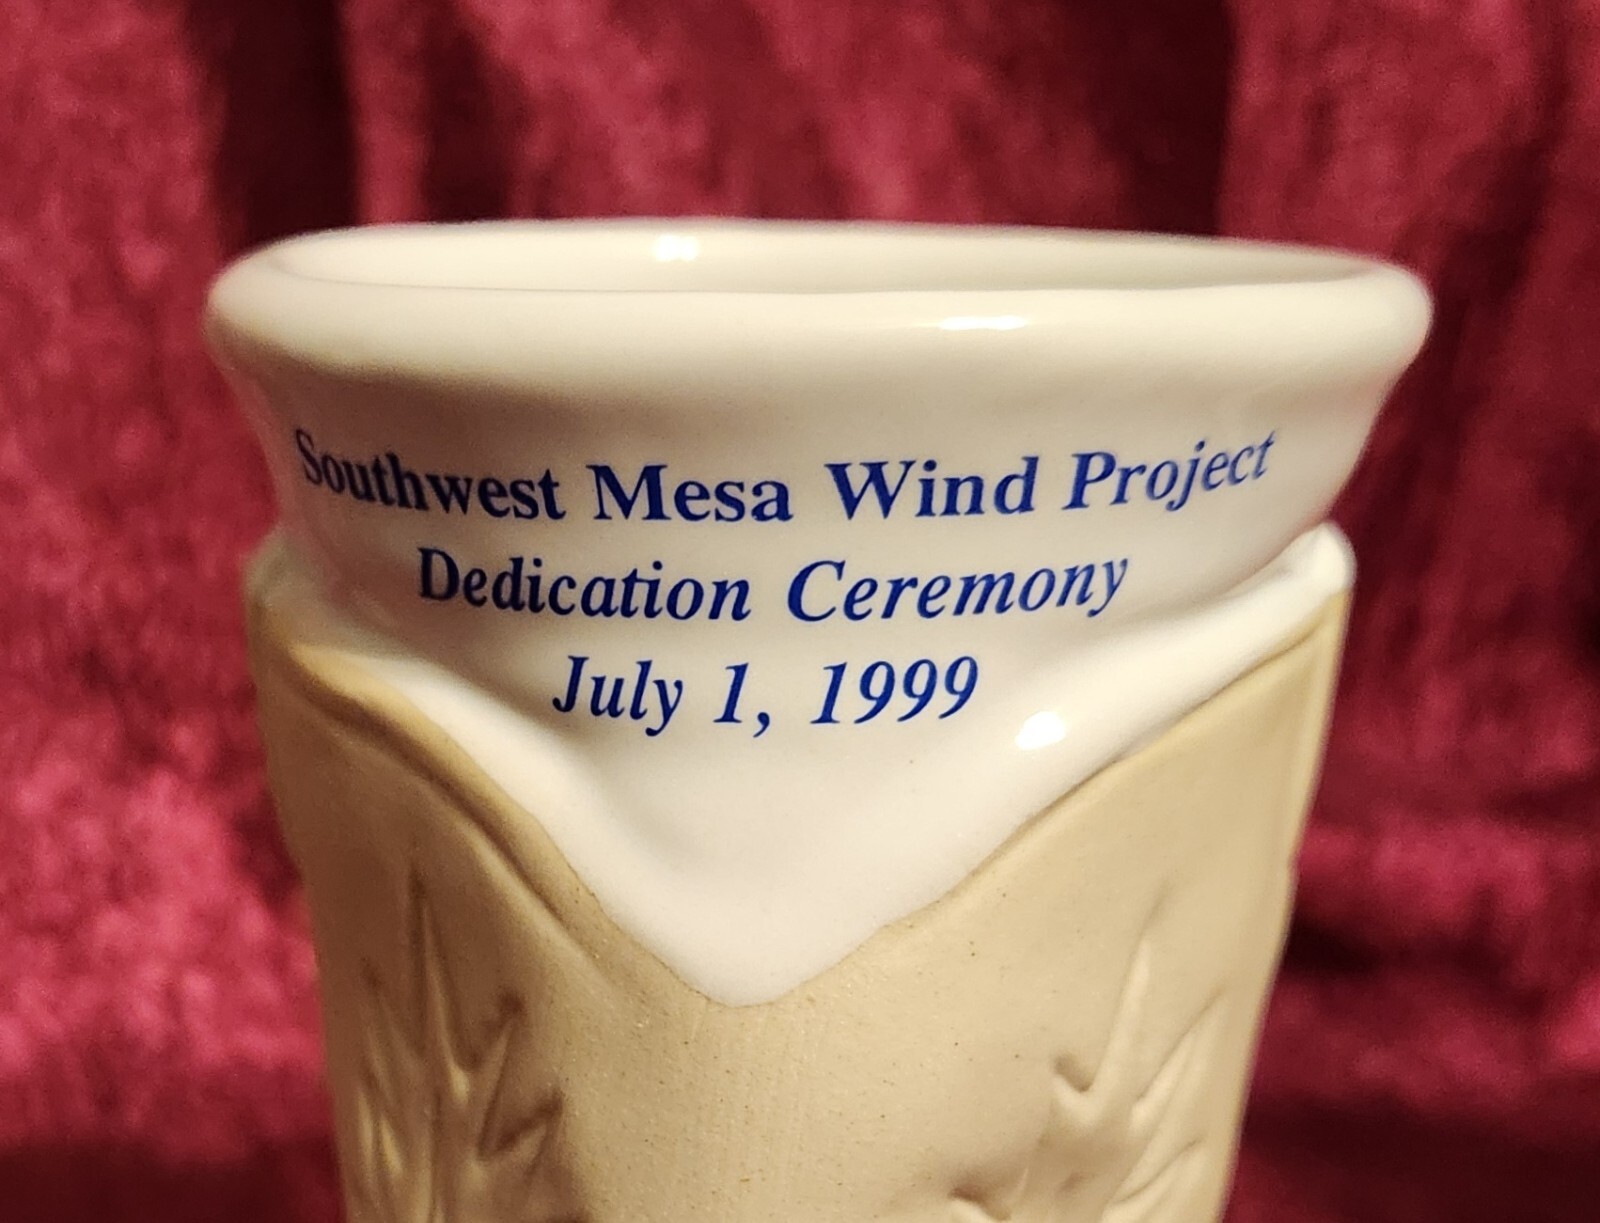 Southwest Mesa Wind Project
Dedication Ceremony
July 1, 1999